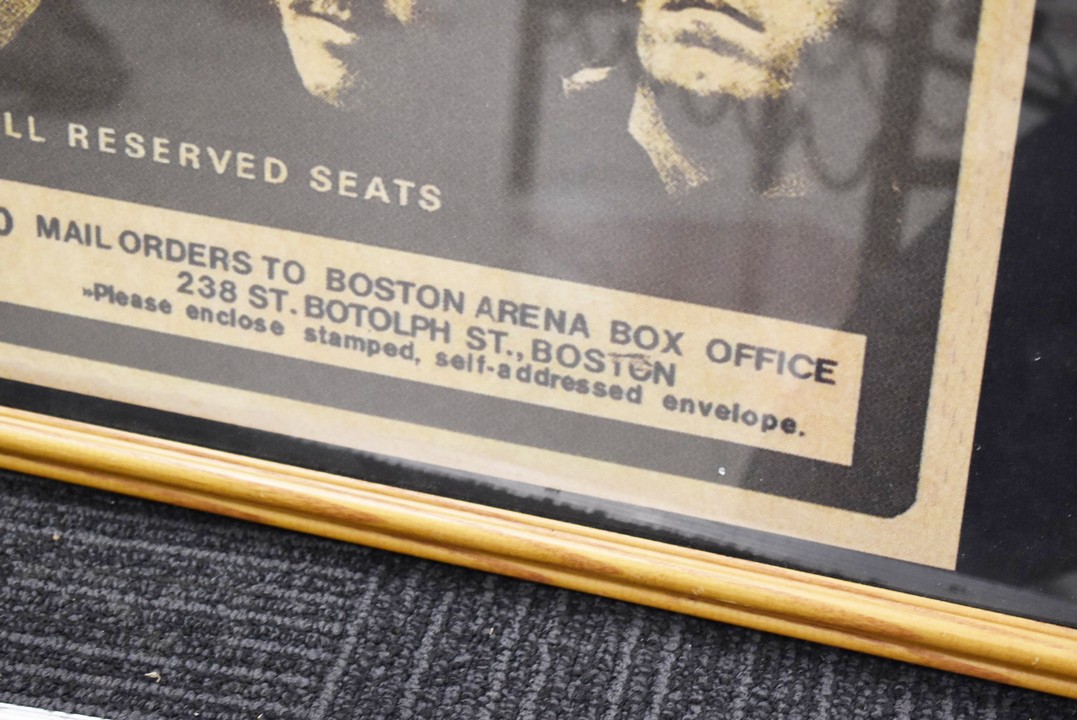 LL RESERVED SEATS
MAIL ORDERS TO BOSTON ARENA BOX OFFICE
238 ST. BOTOLPH ST., BOSTON
»Please enclose stamped, self-addressed envelope.